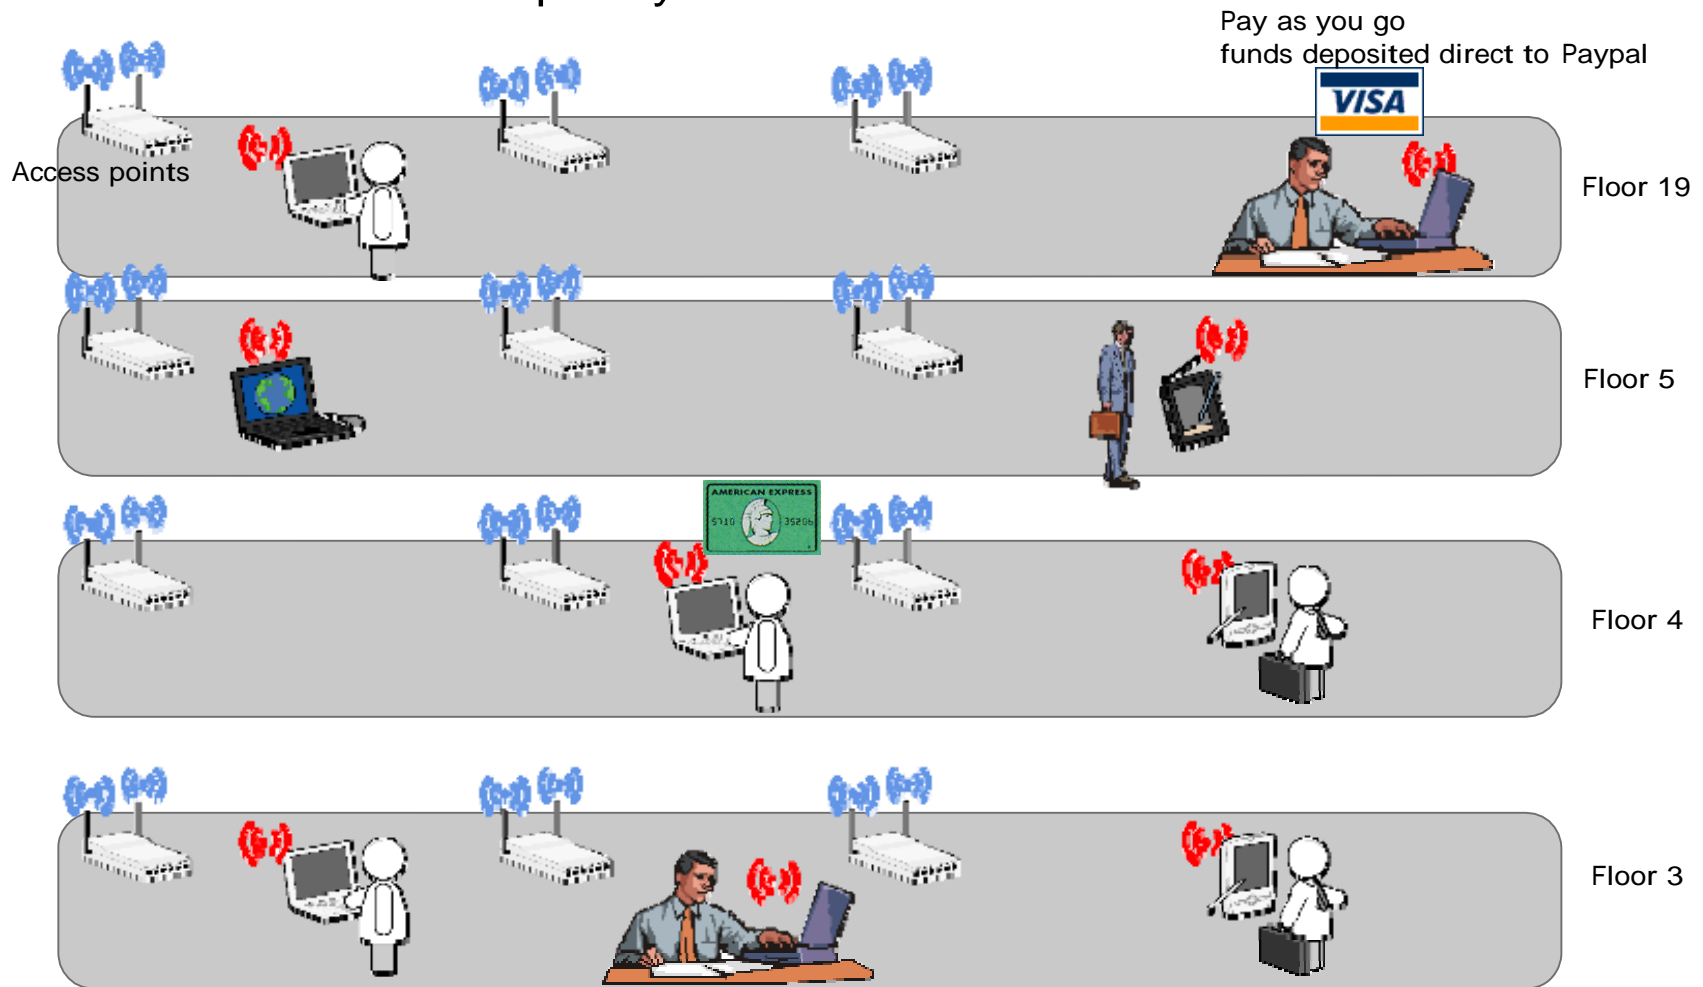 Pay as you go
funds deposited direct to Paypal
VISA
Access points
Floor 19
Floor 5
AMERICAN EXPRESS
Floor 4
Floor 3